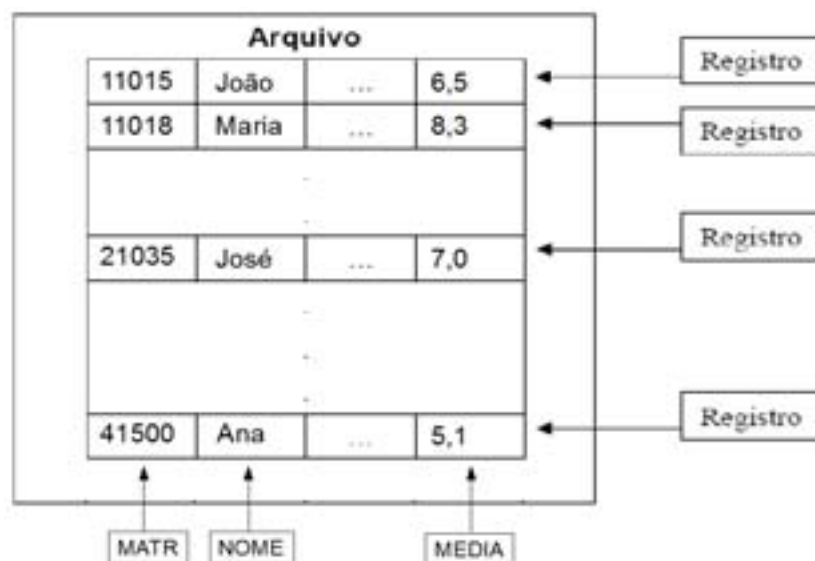 Arquivo
11015 João ... 6,5
Registro
11018 Maria ... 8,3
Registro
21035 José ... 7,0
Registro
41500 Ana ... 5,1
Registro
MATR NOME MEDIA